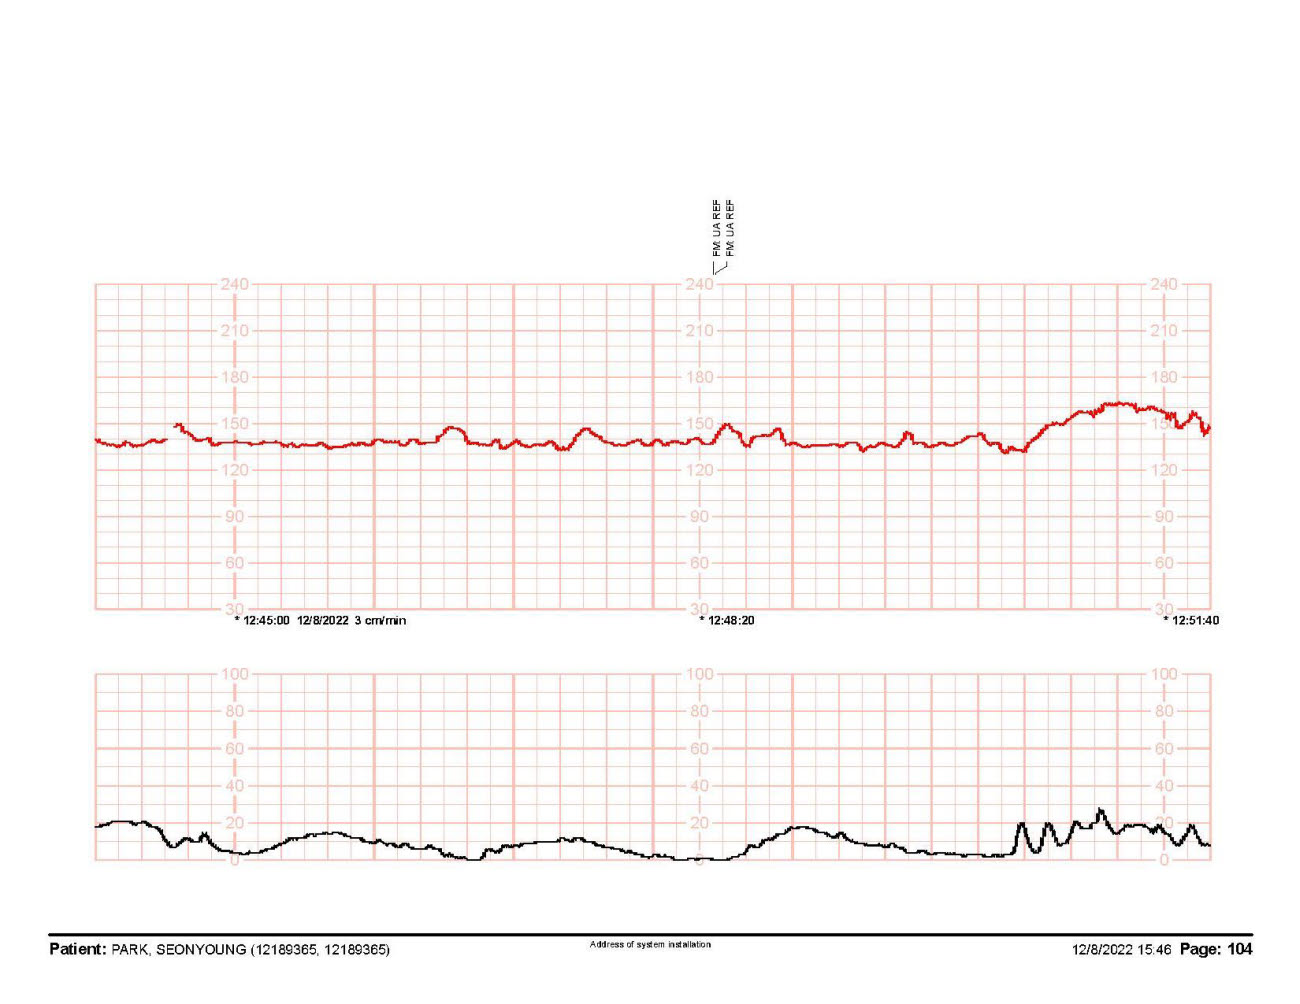 FM: UA REF
FM: UA REF
240 240 240
210 210 210
180 180 180
150 150 150
120 120 120
90 90 90
60 60 60
30 30 30
* 12:45:00 12/8/2022 3 cm/min * 12:48:20 * 12:51:40
100 100 100
80 80 80
60 60 60
40 40 40
20 20 20
0 0 0
Patient: PARK, SEONYOUNG (12189365, 12189365) Address of system installation 12/8/2022 15:46 Page: 104